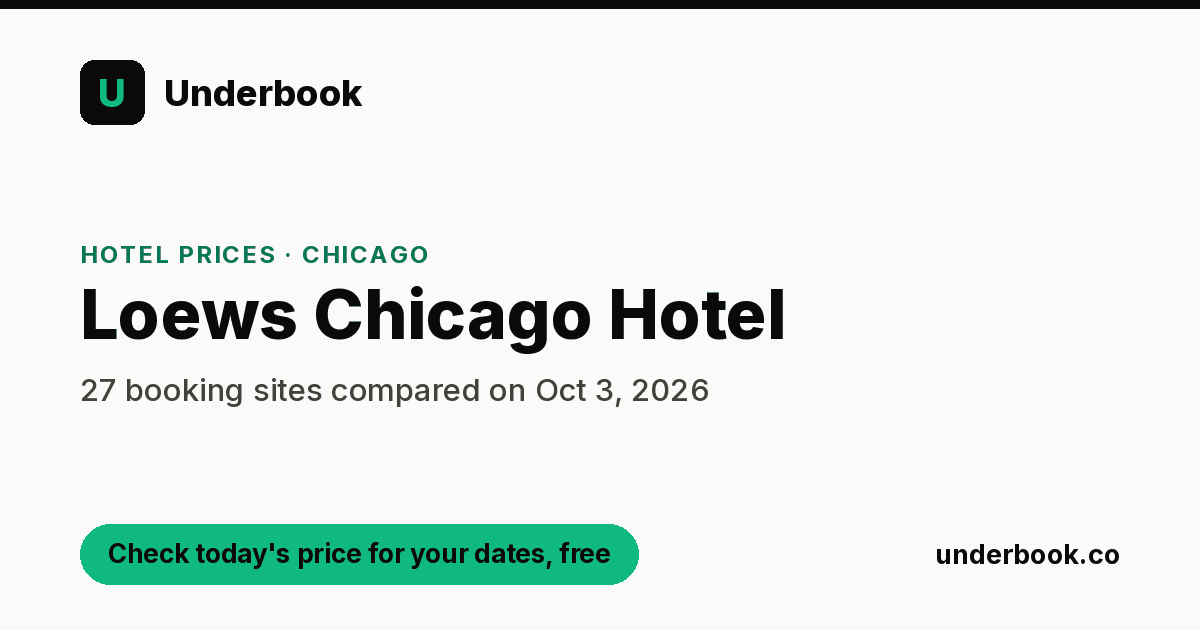 U Underbook
HOTEL PRICES · CHICAGO
Loews Chicago Hotel
27 booking sites compared on Oct 3, 2026
Check today's price for your dates, free
underbook.co